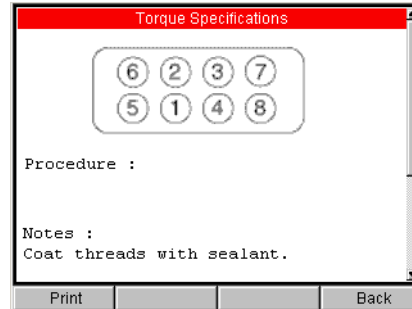 Torque Specifications
6 2 3 7
5 1 4 8
Procedure :
Notes :
Coat threads with sealant.
Print Back